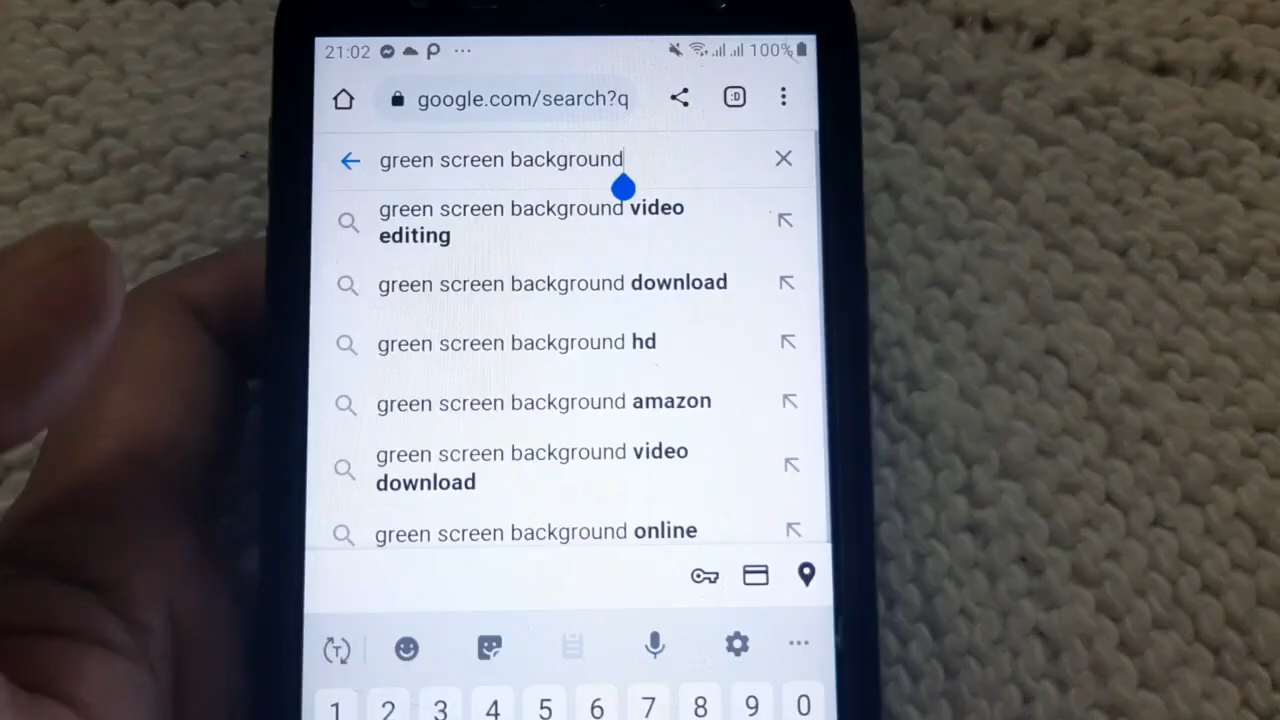 21:02 100%
google.com/search?q
green screen background
green screen background video
editing
green screen background download
green screen background hd
green screen background amazon
green screen background video
download
green screen background online
1 2 3 4 5 6 7 8 9 0